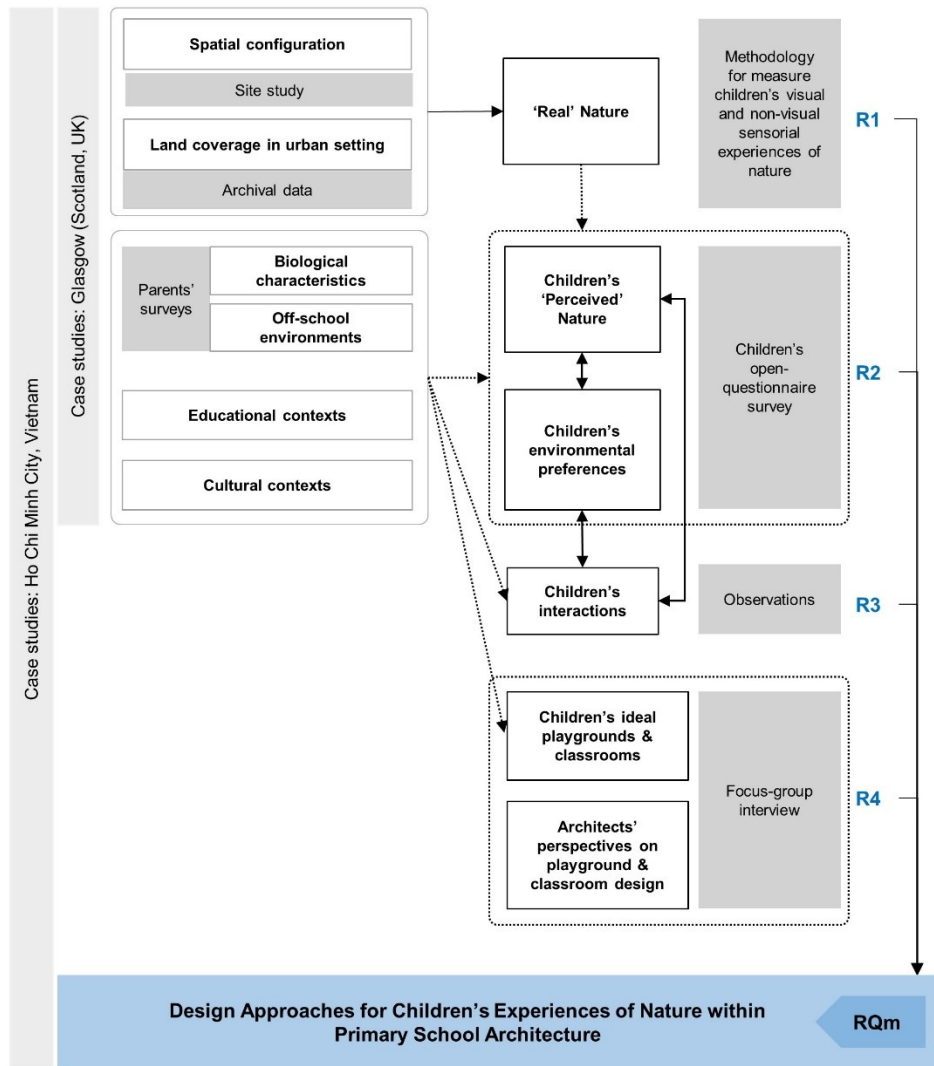 Case studies: Ho Chi Minh City, Vietnam
Case studies: Glasgow (Scotland, UK)
Spatial configuration
Site study
Land coverage in urban setting
Archival data
‘Real’ Nature
Methodology
for measure
children’s visual
and non-visual
sensorial
experiences of
nature
R1
Parents’
surveys
Biological
characteristics
Off-school
environments
Educational contexts
Cultural contexts
Children’s
‘Perceived’
Nature
Children’s
environmental
preferences
Children’s
open-
questionnaire
survey
R2
Children’s
interactions
Observations
R3
Children’s ideal
playgrounds &
classrooms
Architects’
perspectives on
playground &
classroom design
Focus-group
interview
R4
Design Approaches for Children’s Experiences of Nature within
Primary School Architecture
RQm